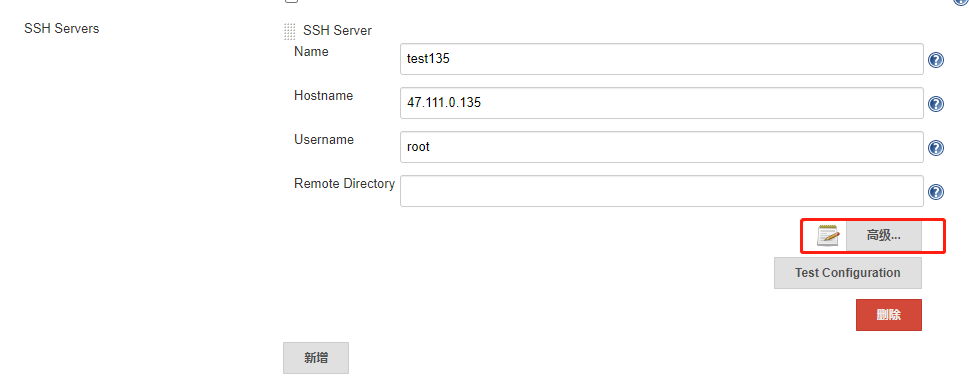 SSH Servers
SSH Server
Name
test135
Hostname
47.111.0.135
Username
root
Remote Directory
高级...
Test Configuration
删除
新增